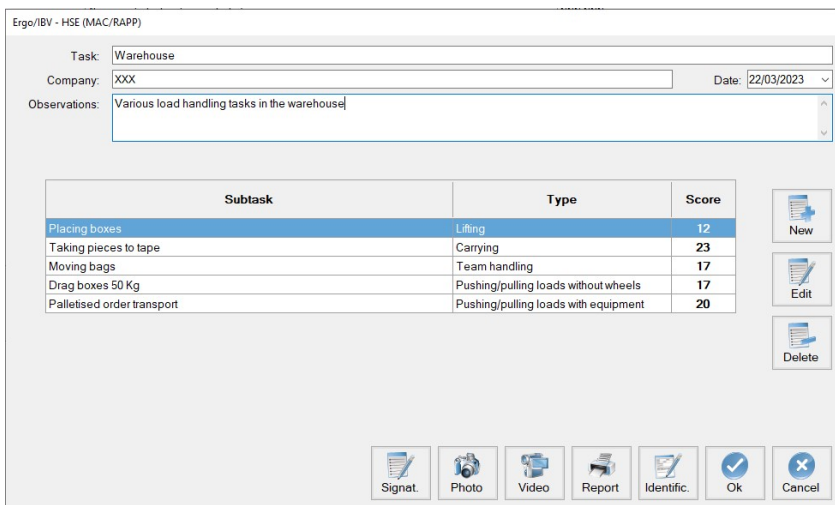 Ergo/IBV - HSE (MAC/RAPP)
Task: Warehouse
Company: XXX Date: 22/03/2023
Observations: Various load handling tasks in the warehouse
Subtask Type Score
Placing boxes Lifting 12
Taking pieces to tape Carrying 23
Moving bags Team handling 17
Drag boxes 50 Kg Pushing/pulling loads without wheels 17
Palletised order transport Pushing/pulling loads with equipment 20
New
Edit
Delete
Signat. Photo Video Report Identific. Ok Cancel